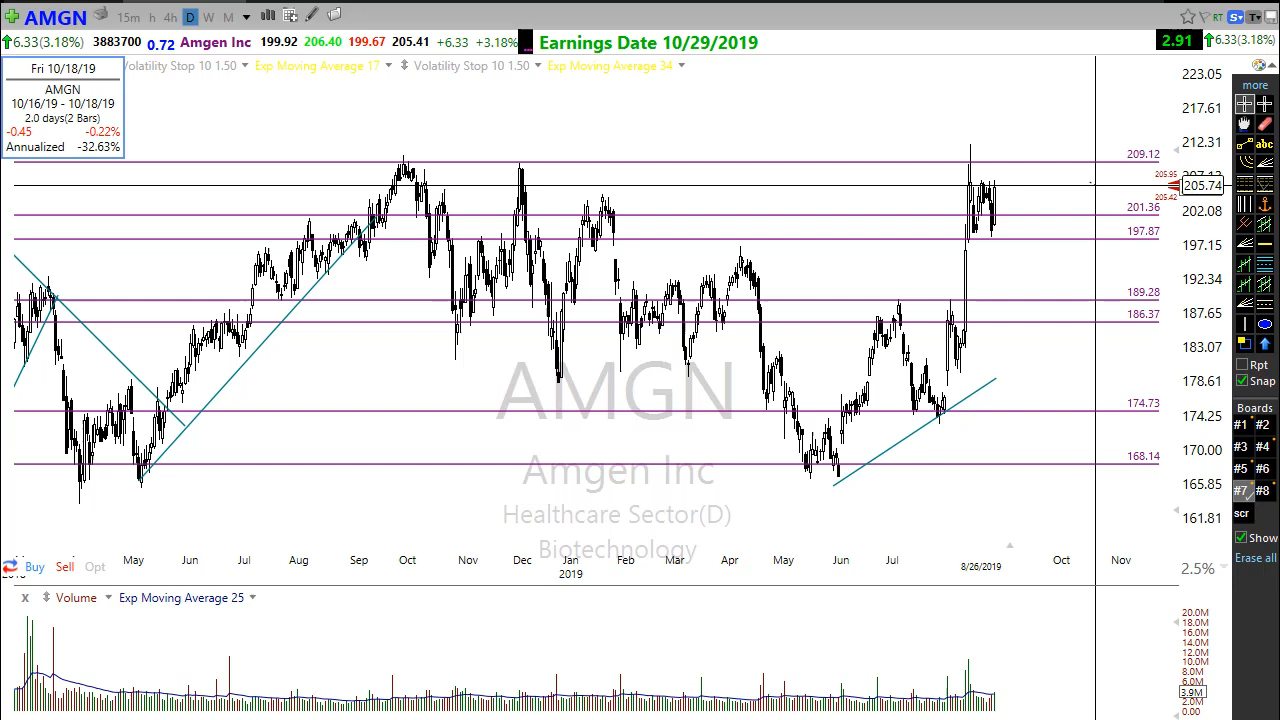 AMGN 15m h 4h D W M RT S T 6.33(3.18%)
6.33(3.18%) 3883700 0.72 Amgen Inc 199.92 206.40 199.67 205.41 +6.33 +3.18% Earnings Date 10/29/2019 2.91
Volatility Stop 10 1.50 Exp Moving Average 17 Volatility Stop 10 1.50 Exp Moving Average 34
Fri 10/18/19
AMGN
10/16/19 - 10/18/19
2.0 days(2 Bars)
-0.45 -0.22%
Annualized -32.63%
209.12
201.36
197.87
189.28
186.37
174.73
168.14
223.05
217.61
212.31
205.95
205.74
205.42
202.08
197.15
192.34
187.65
183.07
178.61
174.25
170.00
165.85
161.81
2.5%
AMGN
Amgen Inc
Healthcare Sector(D)
Biotechnology
May Jun Jul Aug Sep Oct Nov Dec Feb Mar Apr May Jun Jul 8/26/2019 Oct Nov
2019
Buy Sell Opt
x Volume Exp Moving Average 25
20.0M
18.0M
16.0M
14.0M
12.0M
10.0M
8.0M
6.0M
3.9M
2.0M
0.00
more
abc
Rpt
Snap
Boards
#1 #2
#3 #4
#5 #6
#7 #8
scr
Show
Erase all